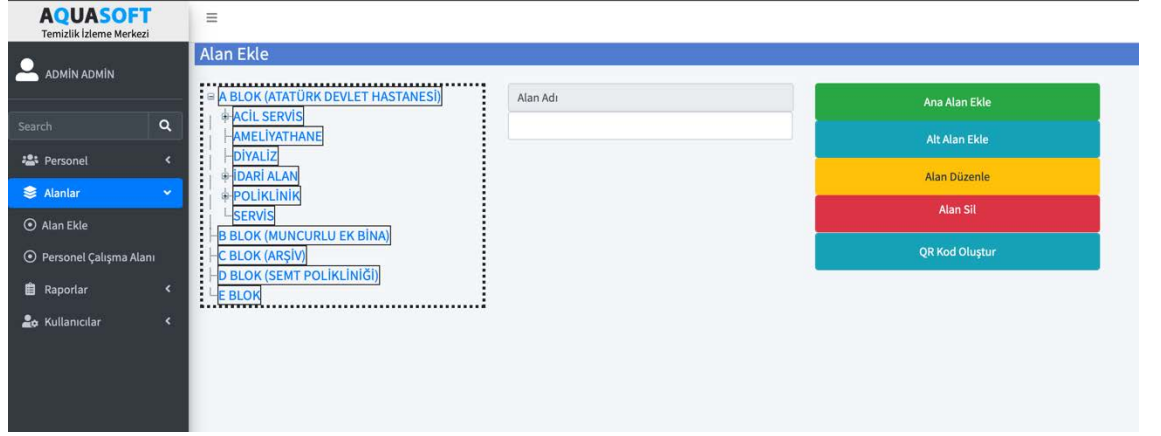 AQUASOFT
Temizlik İzleme Merkezi
ADMİN ADMİN
Search
Personel
Alanlar
Alan Ekle
Personel Çalışma Alanı
Raporlar
Kullanıcılar
Alan Ekle
A BLOK (ATATÜRK DEVLET HASTANESİ)
ACİL SERVİS
AMELİYATHANE
DİYALİZ
İDARİ ALAN
POLİKLİNİK
SERVİS
B BLOK (MUNCURLU EK BİNA)
C BLOK (ARŞİV)
D BLOK (SEMT POLİKLİNİĞİ)
E BLOK
Alan Adı
Ana Alan Ekle
Alt Alan Ekle
Alan Düzenle
Alan Sil
QR Kod Oluştur